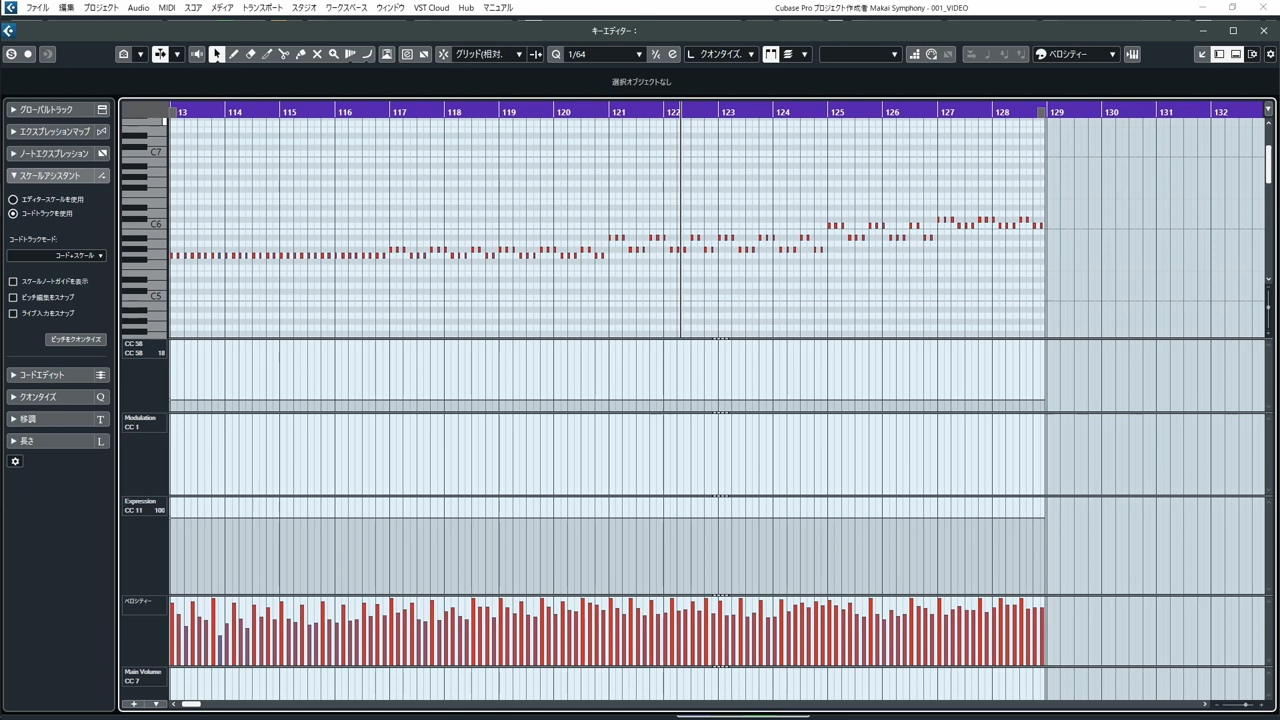 ファイル 編集 プロジェクト Audio MIDI スコア メディア トランスポート スタジオ ワークスペース ウィンドウ VST Cloud Hub マニュアル Cubase Pro プロジェクト作成者 Makai Symphony - 001_VIDEO
キーエディター：
グリッド(相対. Q 1/64 L クオンタイズ. ベロシティー
選択オブジェクトなし
グローバルトラック
エクスプレッションマップ
ノートエクスプレッション
スケールアシスタント
エディタースケールを使用
コードトラックを使用
コードトラックモード:
コード+スケール
スケールノートガイドを表示
ピッチ編集をスナップ
ライブ入力をスナップ
ピッチをクオンタイズ
コードエディット
クオンタイズ Q
移調 T
長さ L
13 114 115 116 117 118 119 120 121 122 123 124 125 126 127 128 129 130 131 132
C7
C6
C5
CC 58
CC 58 18
Modulation
CC 1
Expression
CC 11 100
ベロシティー
Main Volume
CC 7